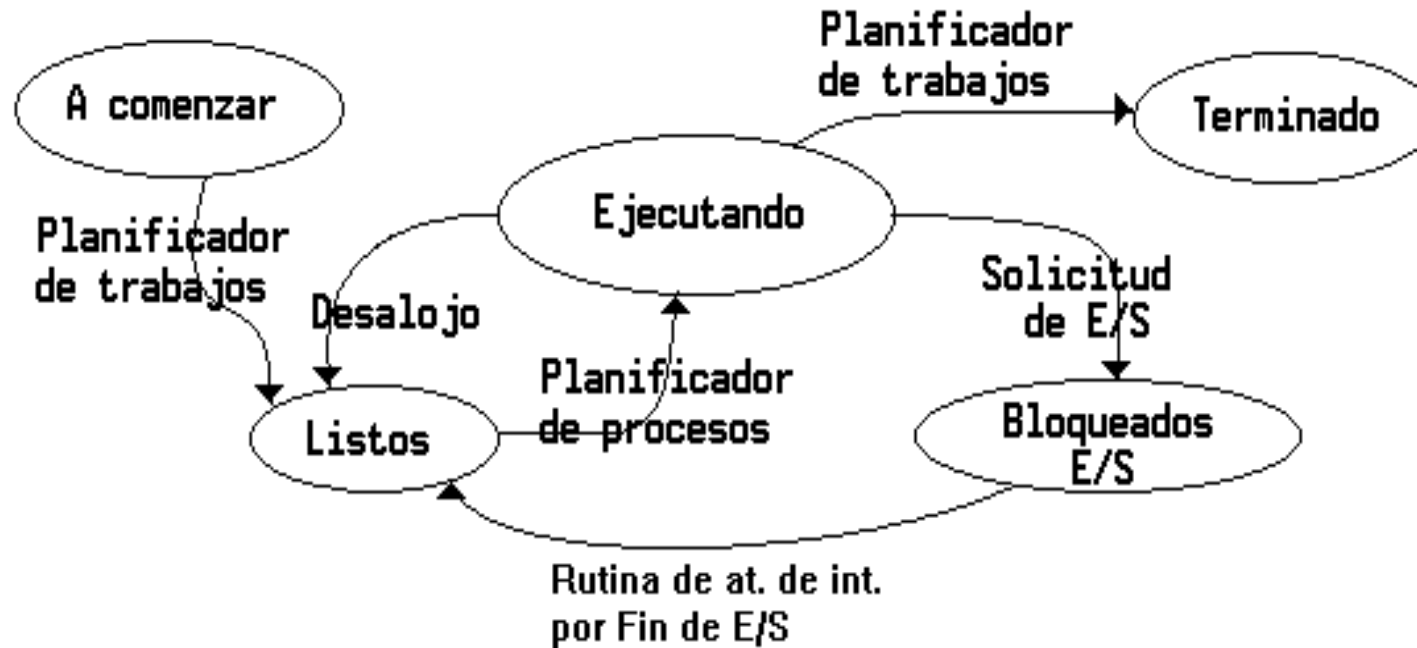 Planificador
de trabajos
A comenzar
Terminado
Ejecutando
Planificador
de trabajos
Solicitud
de E/S
Desalojo
Planificador
de procesos
Listos
Bloqueados
E/S
Rutina de at. de int.
por Fin de E/S